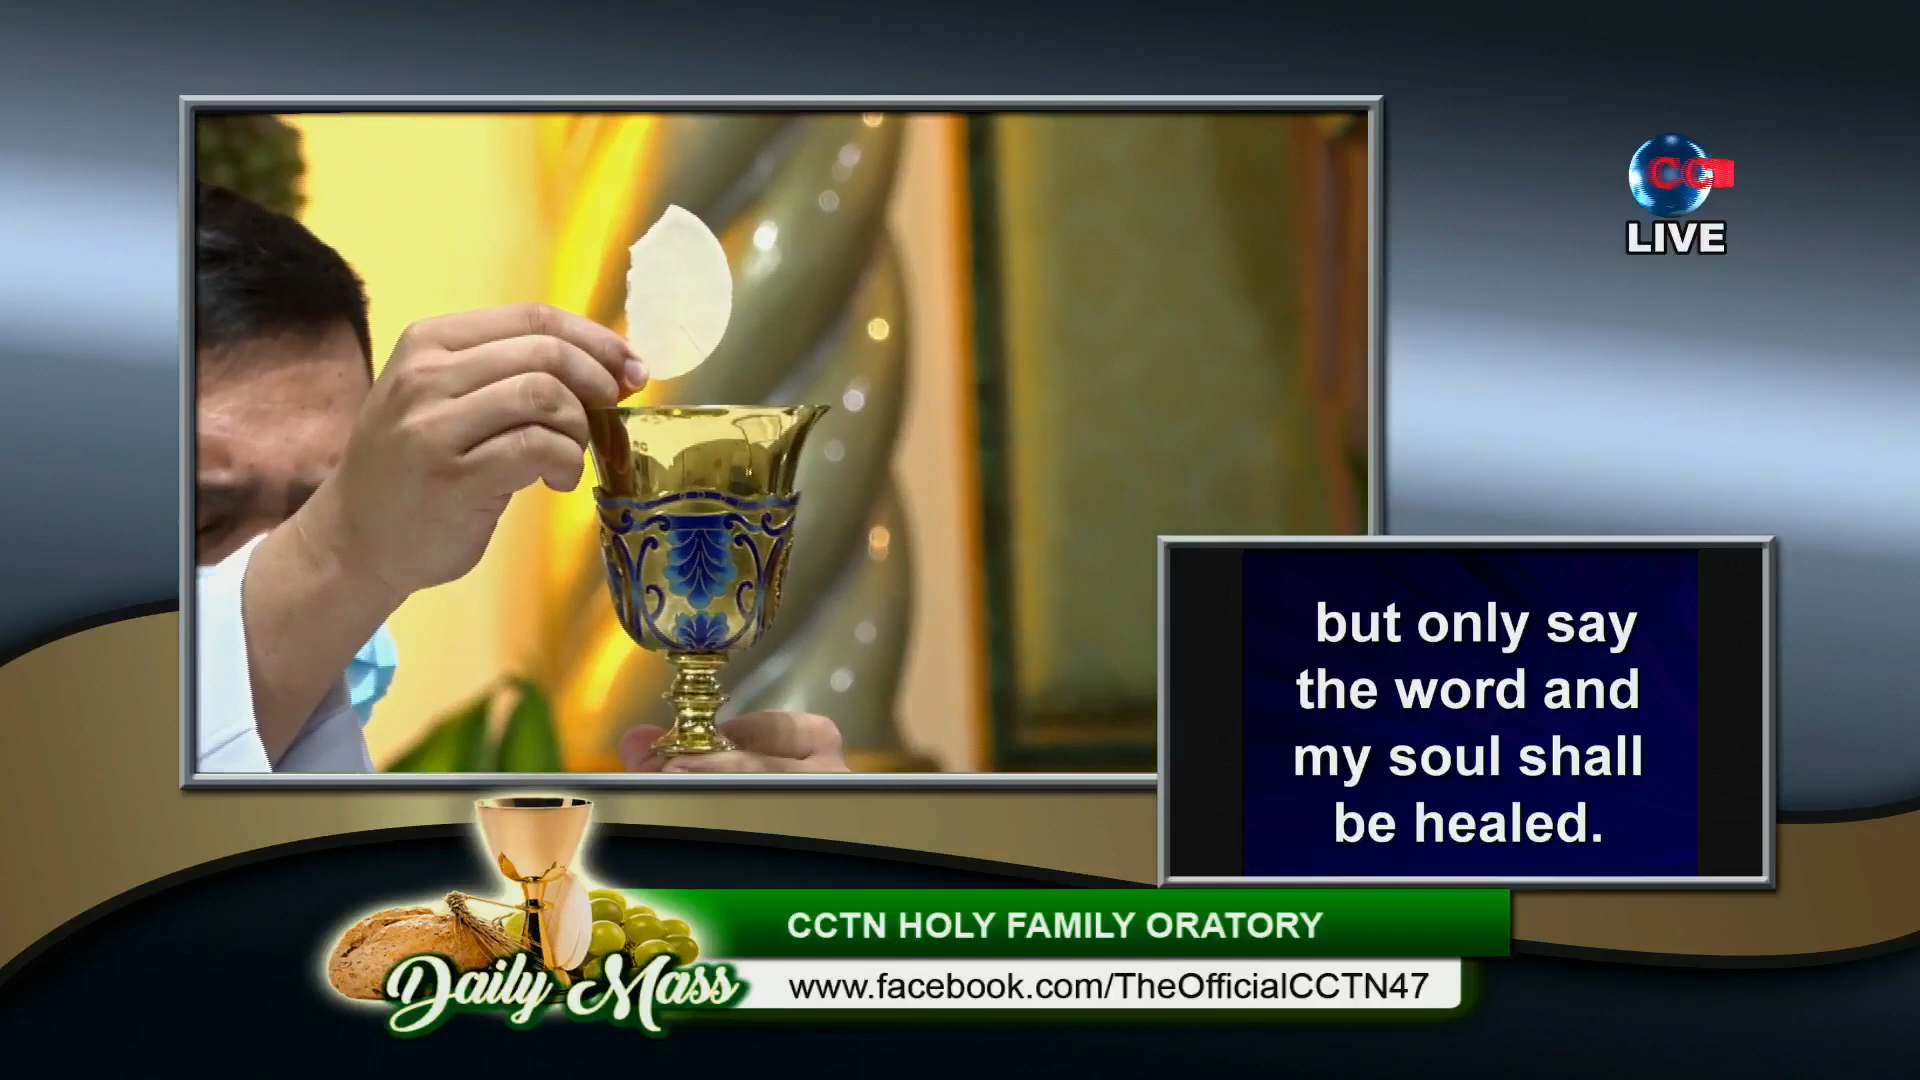 LIVE
but only say
the word and
my soul shall
be healed.
CCTN HOLY FAMILY ORATORY
Daily Mass
www.facebook.com/TheOfficialCCTN47